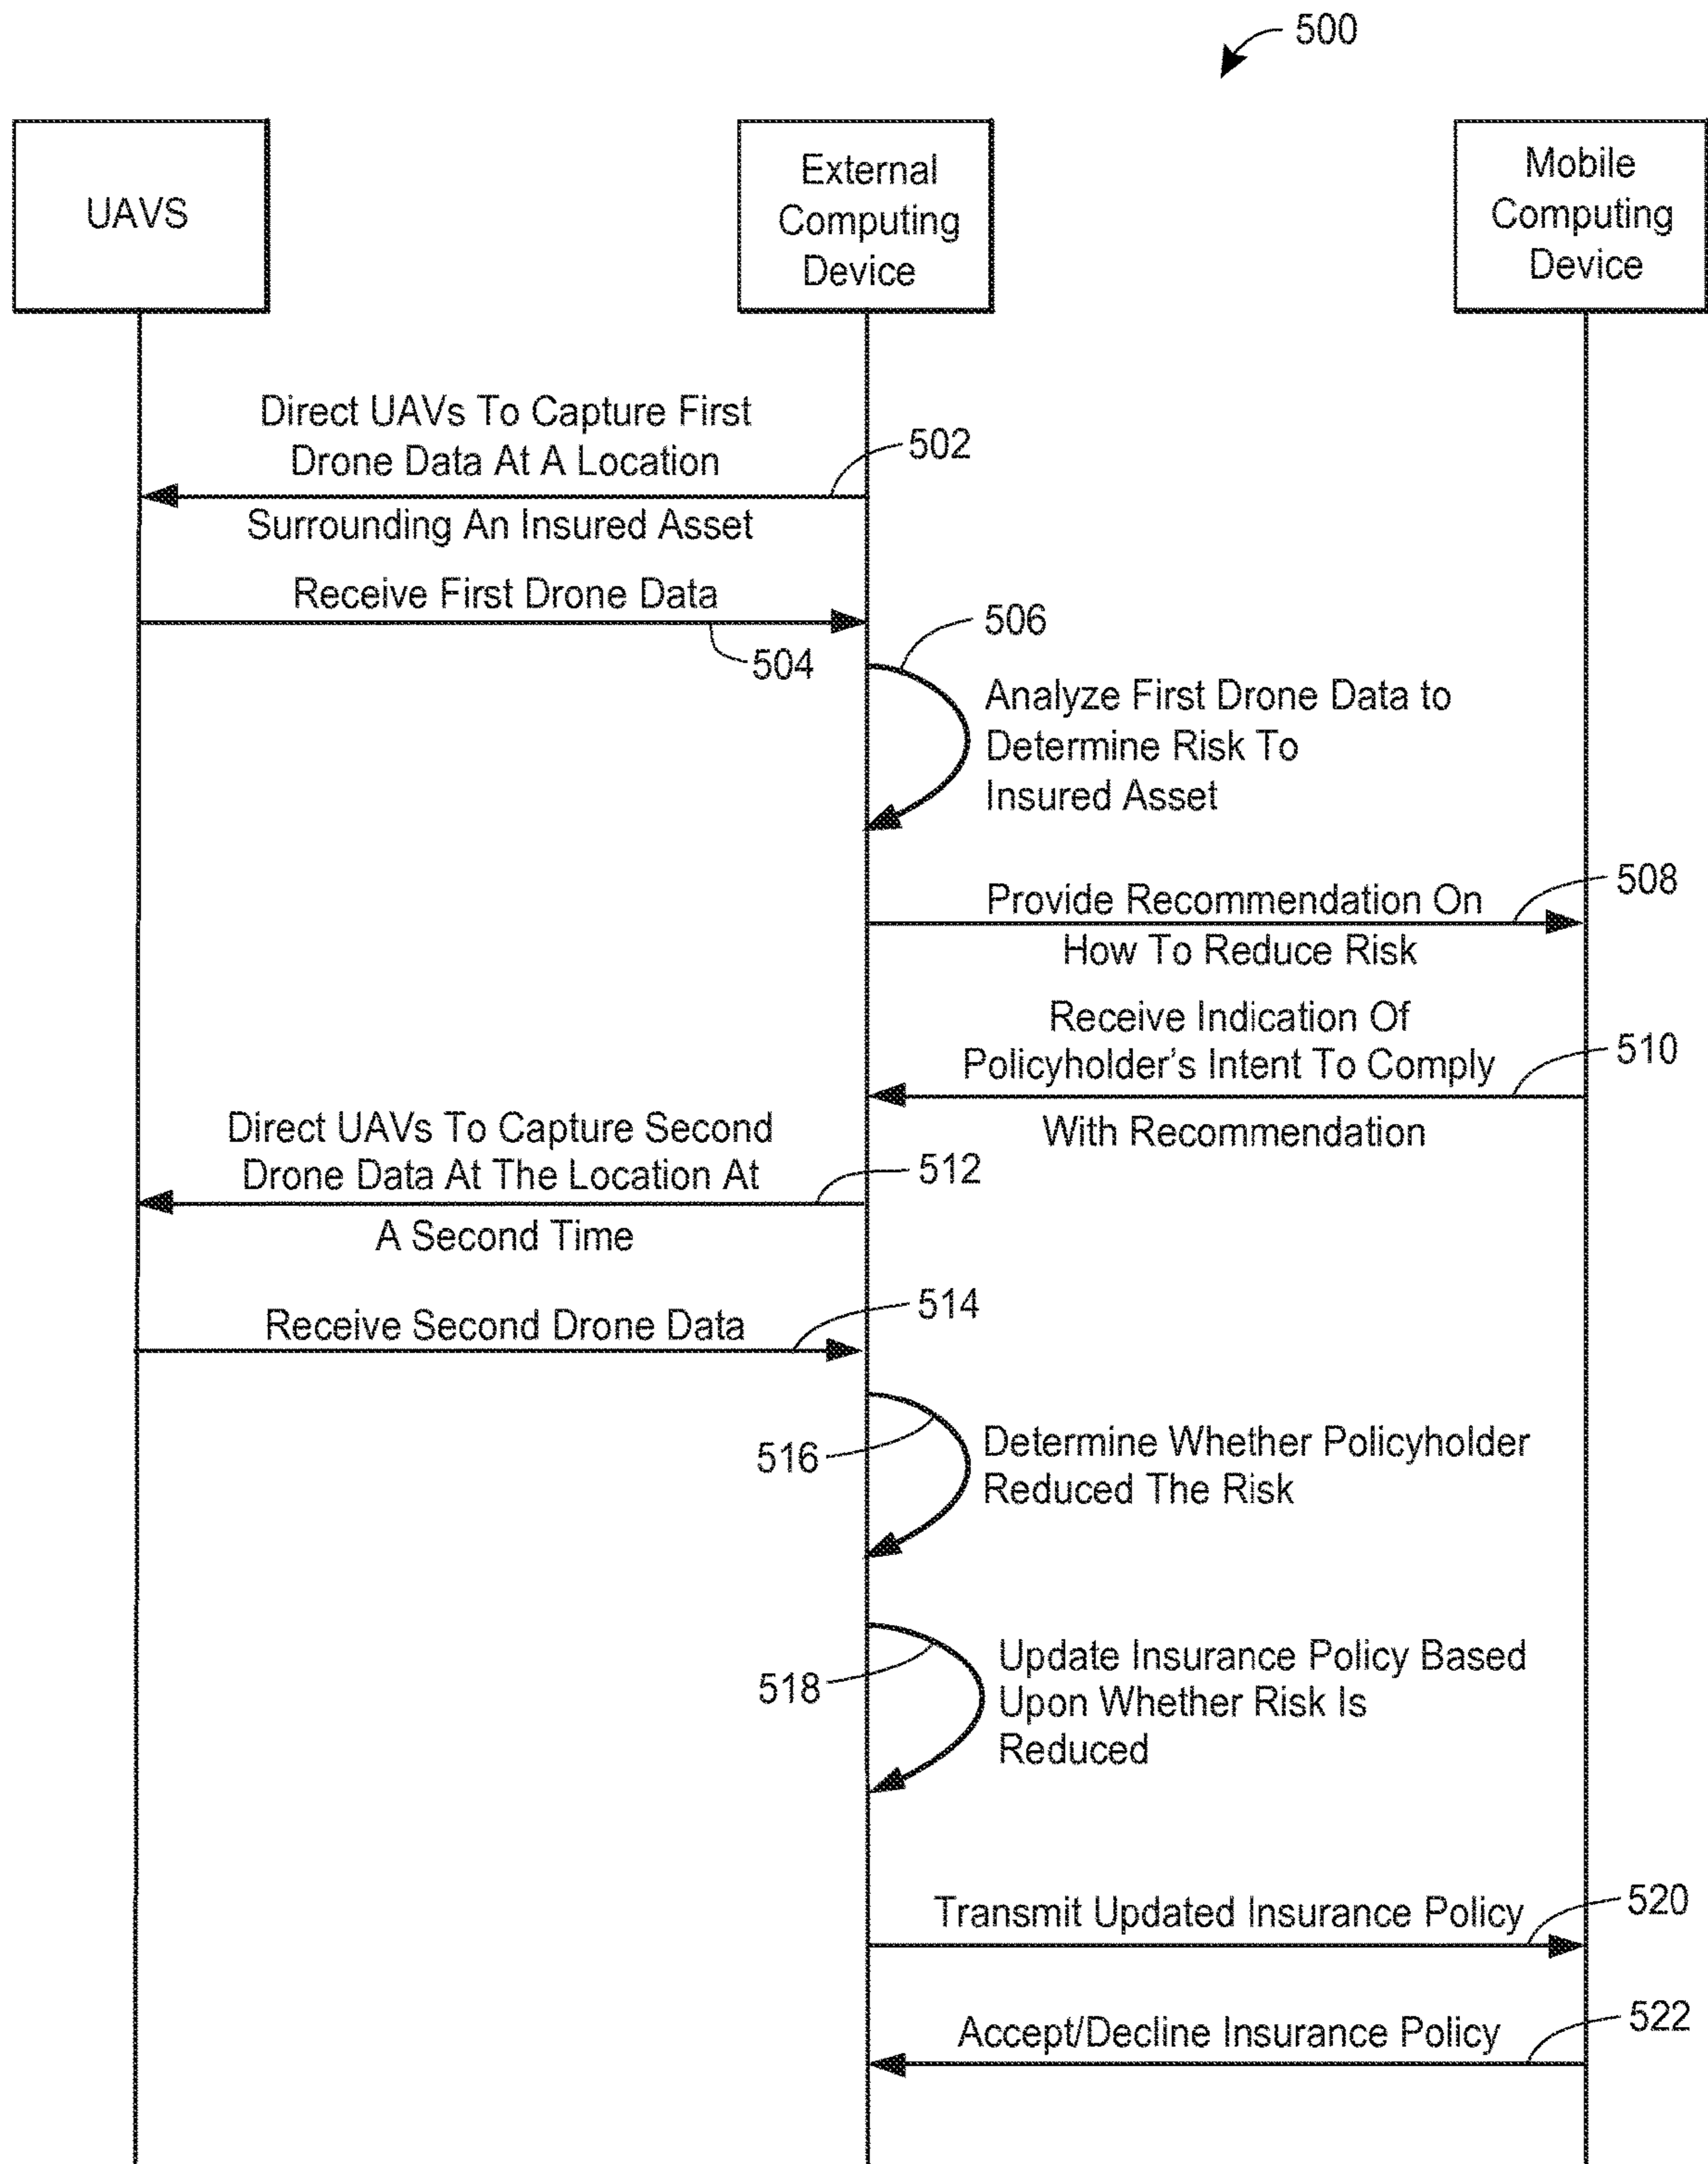 500
UAVS
External
Computing
Device
Mobile
Computing
Device
Direct UAVs To Capture First
Drone Data At A Location
Surrounding An Insured Asset
502
Receive First Drone Data
504
506
Analyze First Drone Data to
Determine Risk To
Insured Asset
Provide Recommendation On
How To Reduce Risk
508
Receive Indication Of
Policyholder's Intent To Comply
With Recommendation
510
Direct UAVs To Capture Second
Drone Data At The Location At
A Second Time
512
Receive Second Drone Data
514
516
Determine Whether Policyholder
Reduced The Risk
518
Update Insurance Policy Based
Upon Whether Risk Is
Reduced
Transmit Updated Insurance Policy
520
Accept/Decline Insurance Policy
522